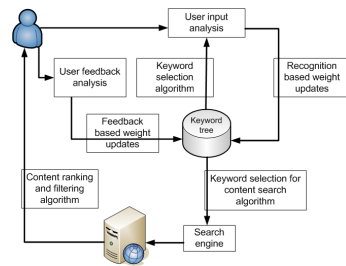 User input
analysis
User feedback
analysis
Keyword
selection
algorithm
Recognition
based weight
updates
Feedback
based weight
updates
Keyword
tree
Content ranking
and filtering
algorithm
Keyword selection for
content search
algorithm
Search
engine